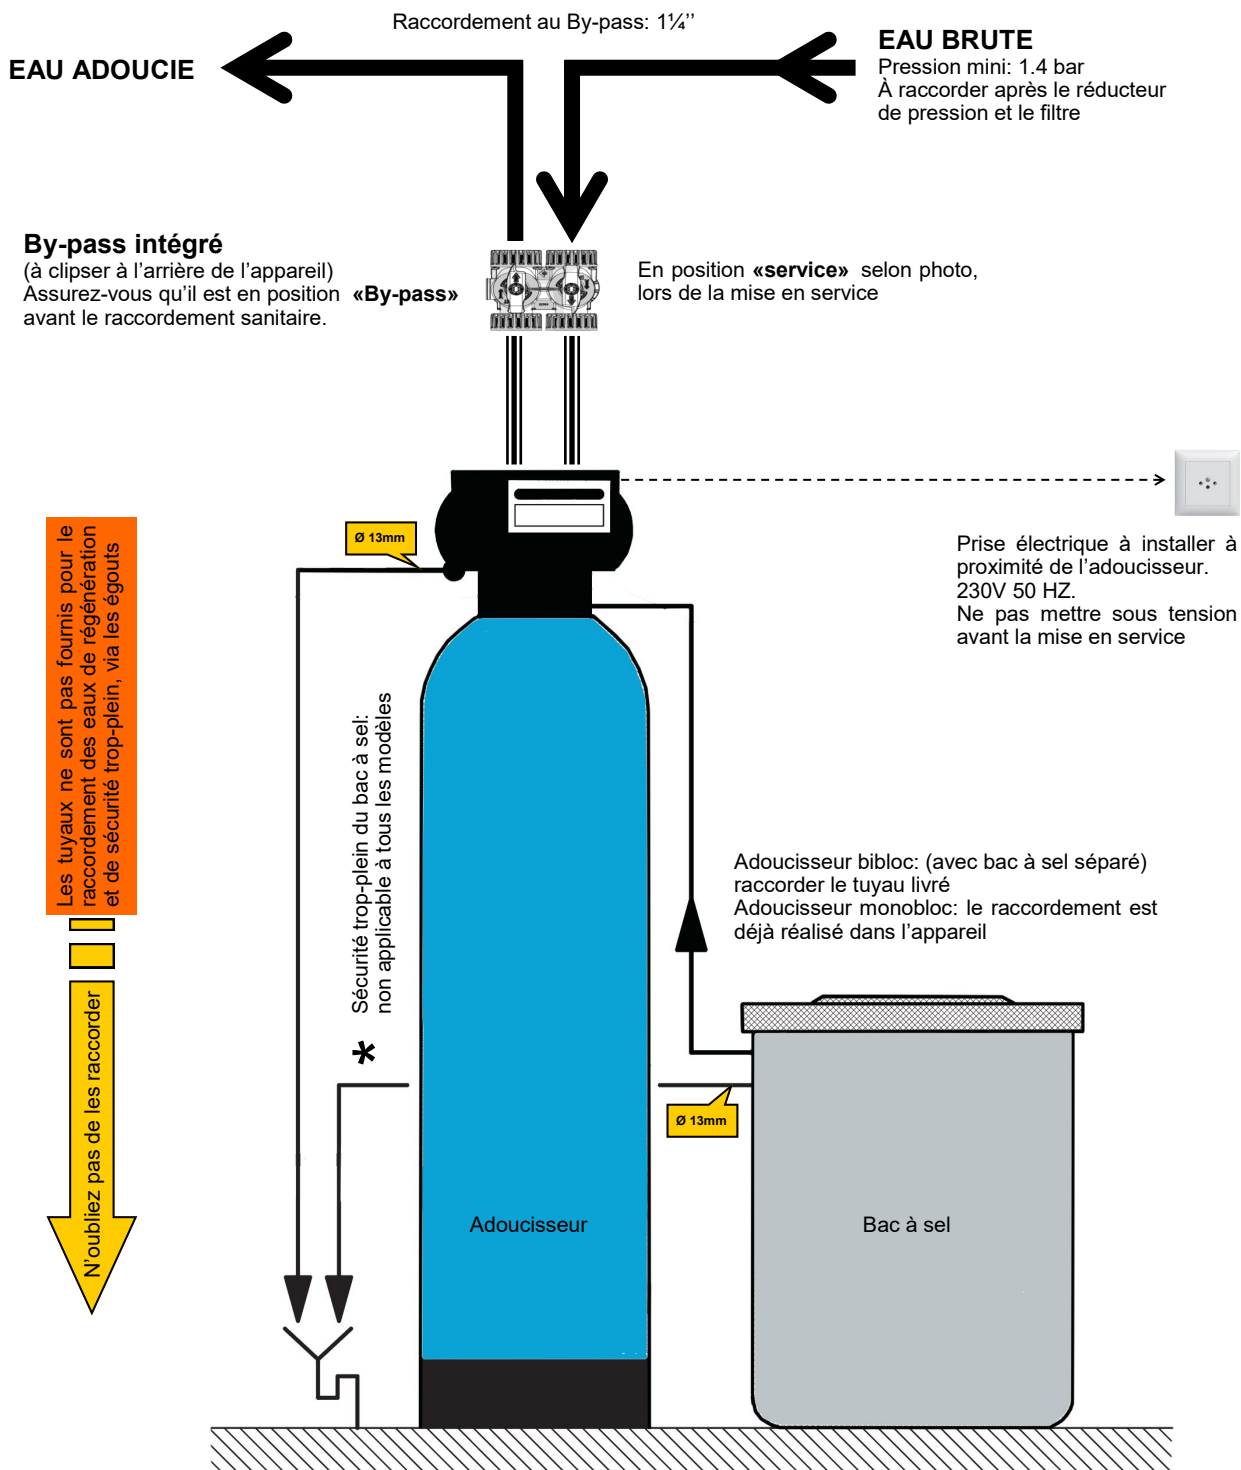 Raccordement au By-pass: 1¼’’
EAU ADOUCIE
EAU BRUTE
Pression mini: 1.4 bar
À raccorder après le réducteur
de pression et le filtre
By-pass intégré
(à clipser à l’arrière de l’appareil)
Assurez-vous qu’il est en position «By-pass»
avant le raccordement sanitaire.
En position «service» selon photo,
lors de la mise en service
Prise électrique à installer à
proximité de l’adoucisseur.
230V 50 HZ.
Ne pas mettre sous tension
avant la mise en service
Ø 13mm
Les tuyaux ne sont pas fournis pour le
raccordement des eaux de régénération
et de sécurité trop-plein, via les égouts
N’oubliez pas de les raccorder
Sécurité trop-plein du bac à sel:
non applicable à tous les modèles
*
Adoucisseur bibloc: (avec bac à sel séparé)
raccorder le tuyau livré
Adoucisseur monobloc: le raccordement est
déjà réalisé dans l’appareil
Ø 13mm
Adoucisseur
Bac à sel